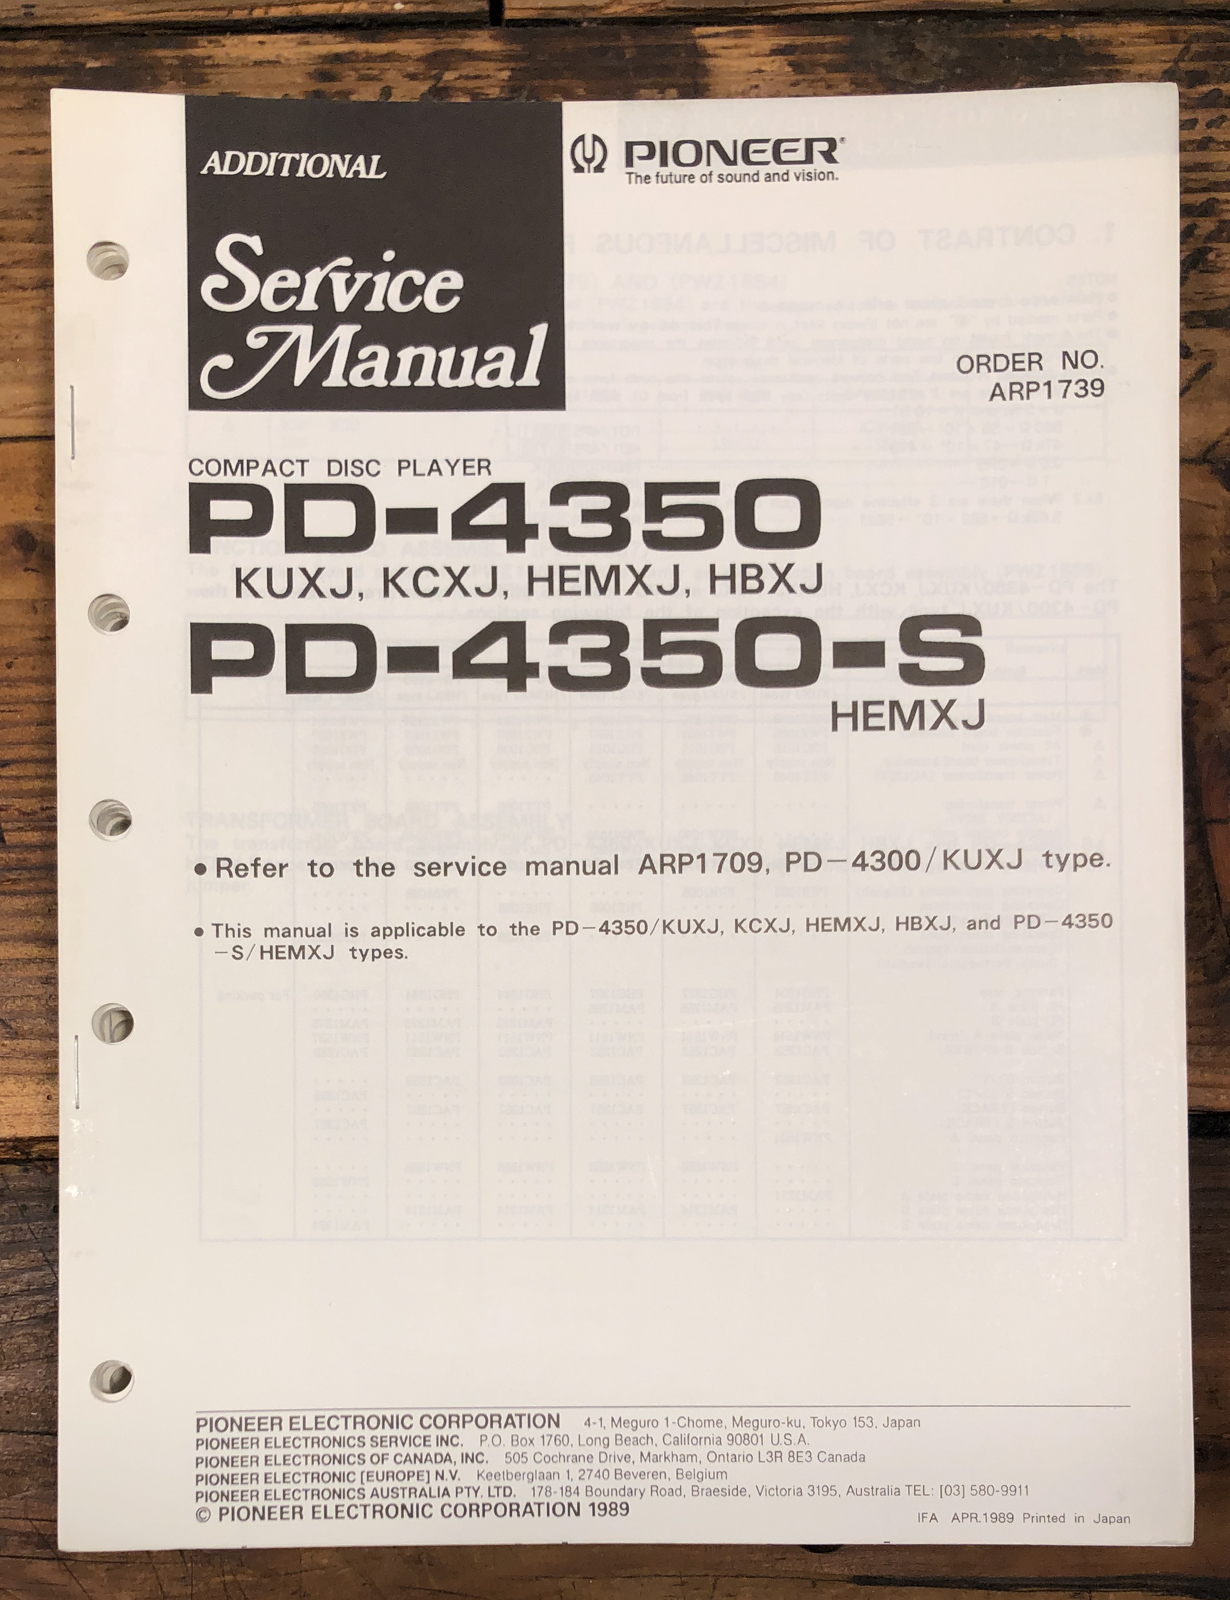 ADDITIONAL
Service
Manual
PIONEER®
The future of sound and vision.
ORDER NO.
ARP1739
COMPACT DISC PLAYER
PD-4350
KUXJ, KCXJ, HEMXJ, HBXJ
PD-4350-S
HEMXJ
● Refer to the service manual ARP1709, PD-4300/KUXJ type.
● This manual is applicable to the PD-4350/KUXJ, KCXJ, HEMXJ, HBXJ, and PD-4350
-S/HEMXJ types.
PIONEER ELECTRONIC CORPORATION 4-1, Meguro 1-Chome, Meguro-ku, Tokyo 153, Japan
PIONEER ELECTRONICS SERVICE INC. P.O. Box 1760, Long Beach, California 90801 U.S.A.
PIONEER ELECTRONICS OF CANADA, INC. 505 Cochrane Drive, Markham, Ontario L3R 8E3 Canada
PIONEER ELECTRONIC [EUROPE] N.V. Keetberglaan 1, 2740 Beveren, Belgium
PIONEER ELECTRONICS AUSTRALIA PTY. LTD. 178-184 Boundary Road, Braeside, Victoria 3195, Australia TEL: [03] 580-9911
© PIONEER ELECTRONIC CORPORATION 1989
IFA APR.1989 Printed in Japan